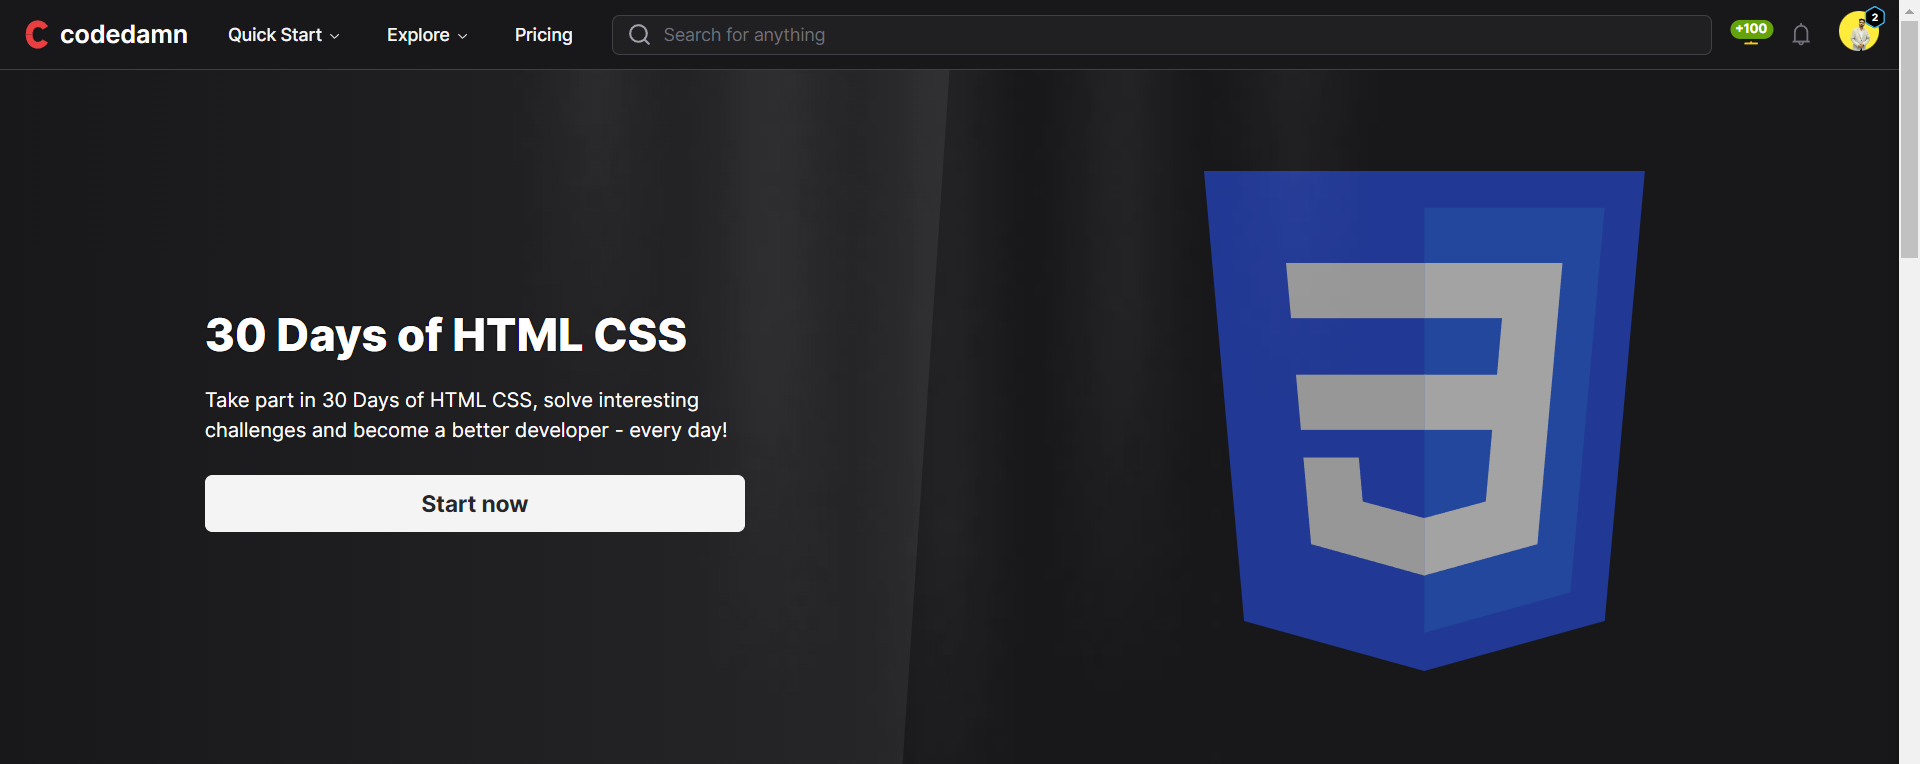 codedamn
Quick Start
Explore
Pricing
Search for anything
+100
2
30 Days of HTML CSS
Take part in 30 Days of HTML CSS, solve interesting
challenges and become a better developer - every day!
Start now